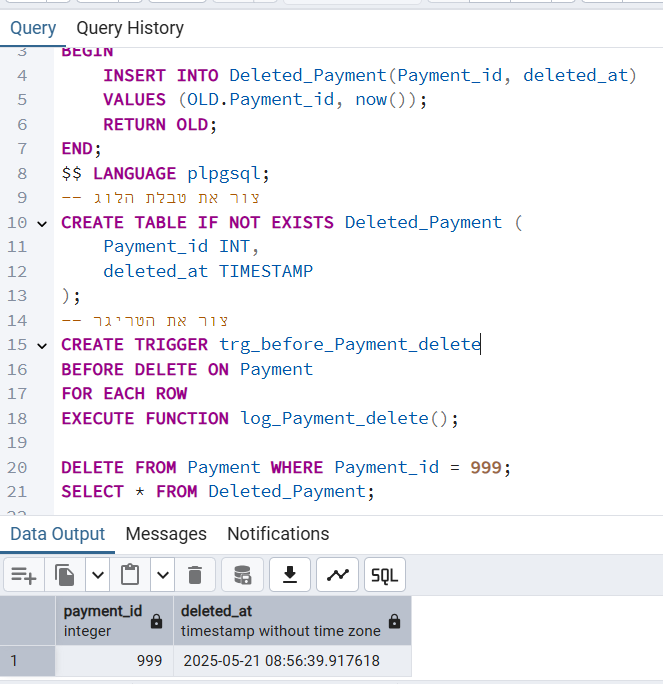 Query Query History
3 BEGIN
4 INSERT INTO Deleted_Payment(Payment_id, deleted_at)
5 VALUES (OLD.Payment_id, now());
6 RETURN OLD;
7 END;
8 $$ LANGUAGE plpgsql;
9 -- צור את טבלת הלוג
10 CREATE TABLE IF NOT EXISTS Deleted_Payment (
11 Payment_id INT,
12 deleted_at TIMESTAMP
13 );
14 -- צור את הטריגר
15 CREATE TRIGGER trg_before_Payment_delete
16 BEFORE DELETE ON Payment
17 FOR EACH ROW
18 EXECUTE FUNCTION log_Payment_delete();
19
20 DELETE FROM Payment WHERE Payment_id = 999;
21 SELECT * FROM Deleted_Payment;
Data Output Messages Notifications
SQL
payment_id deleted_at
integer timestamp without time zone
1 999 2025-05-21 08:56:39.917618